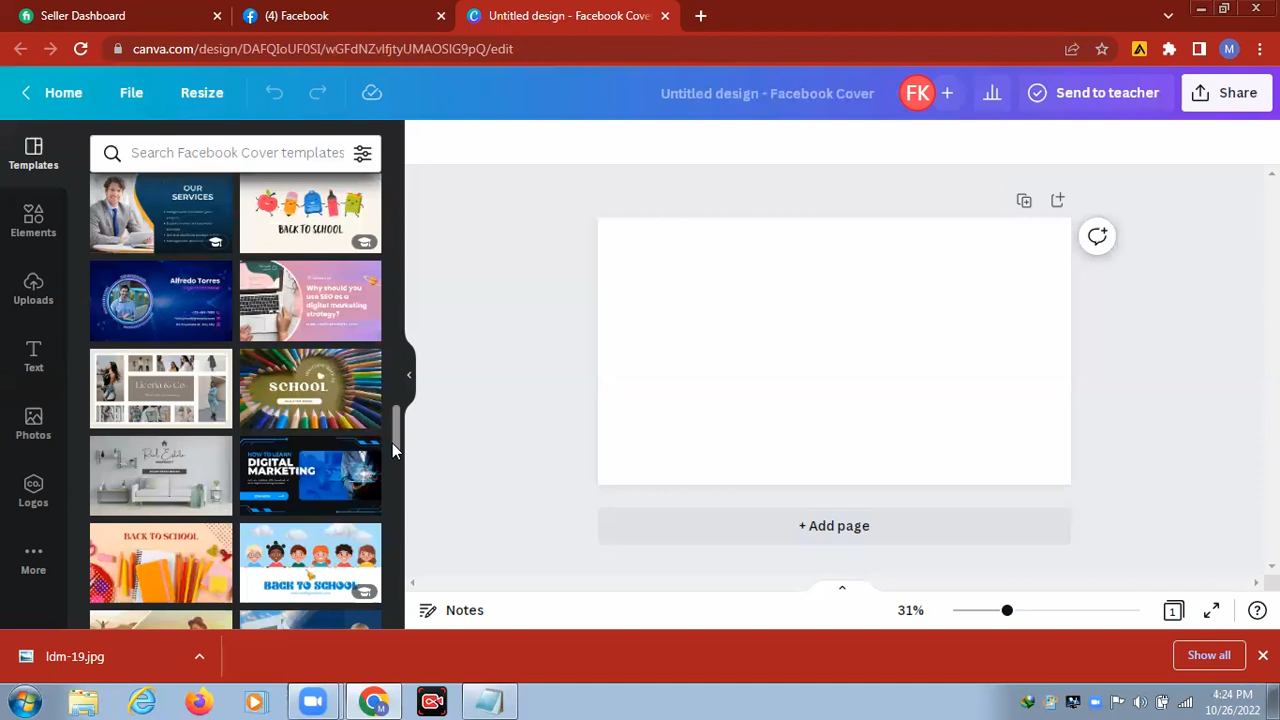 Seller Dashboard
(4) Facebook
Untitled design - Facebook Cove
canva.com/design/DAFQIoUF0SI/wGFdNZvIfjtyUMAOSIG9pQ/edit
M
Home
File
Resize
Untitled design - Facebook Cover
FK
Send to teacher
Share
Templates
Elements
Uploads
Text
Photos
Logos
More
Search Facebook Cover templates
OUR
SERVICES
BACK TO SCHOOL
Alfredo Torres
Why should you
use SEO as a
digital marketing
strategy?
SCHOOL
HOW TO LEARN
DIGITAL
MARKETING
BACK TO SCHOOL
BACK TO SCHOOL
+ Add page
Notes
31%
1
ldm-19.jpg
Show all
4:24 PM
10/26/2022